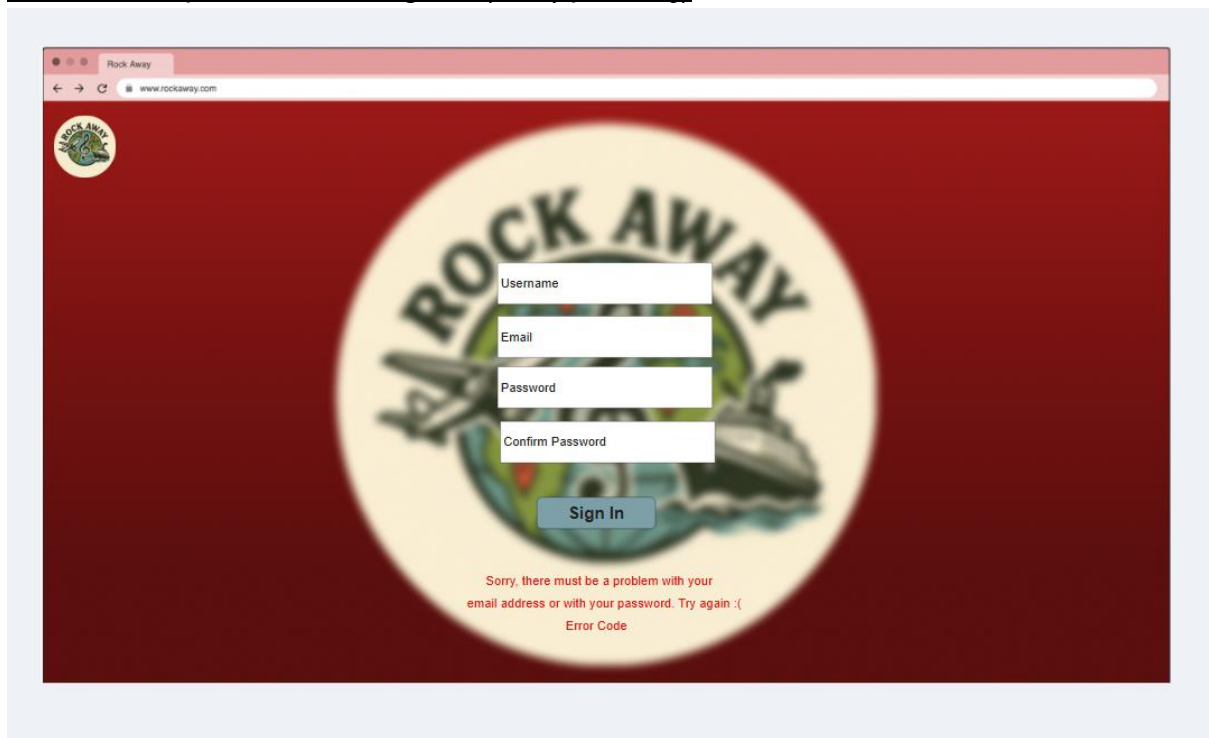 Rock Away
www.rockaway.com
ROCK AWAY
ROCK AWAY
Username
Email
Password
Confirm Password
Sign In
Sorry, there must be a problem with your
email address or with your password. Try again :(
Error Code